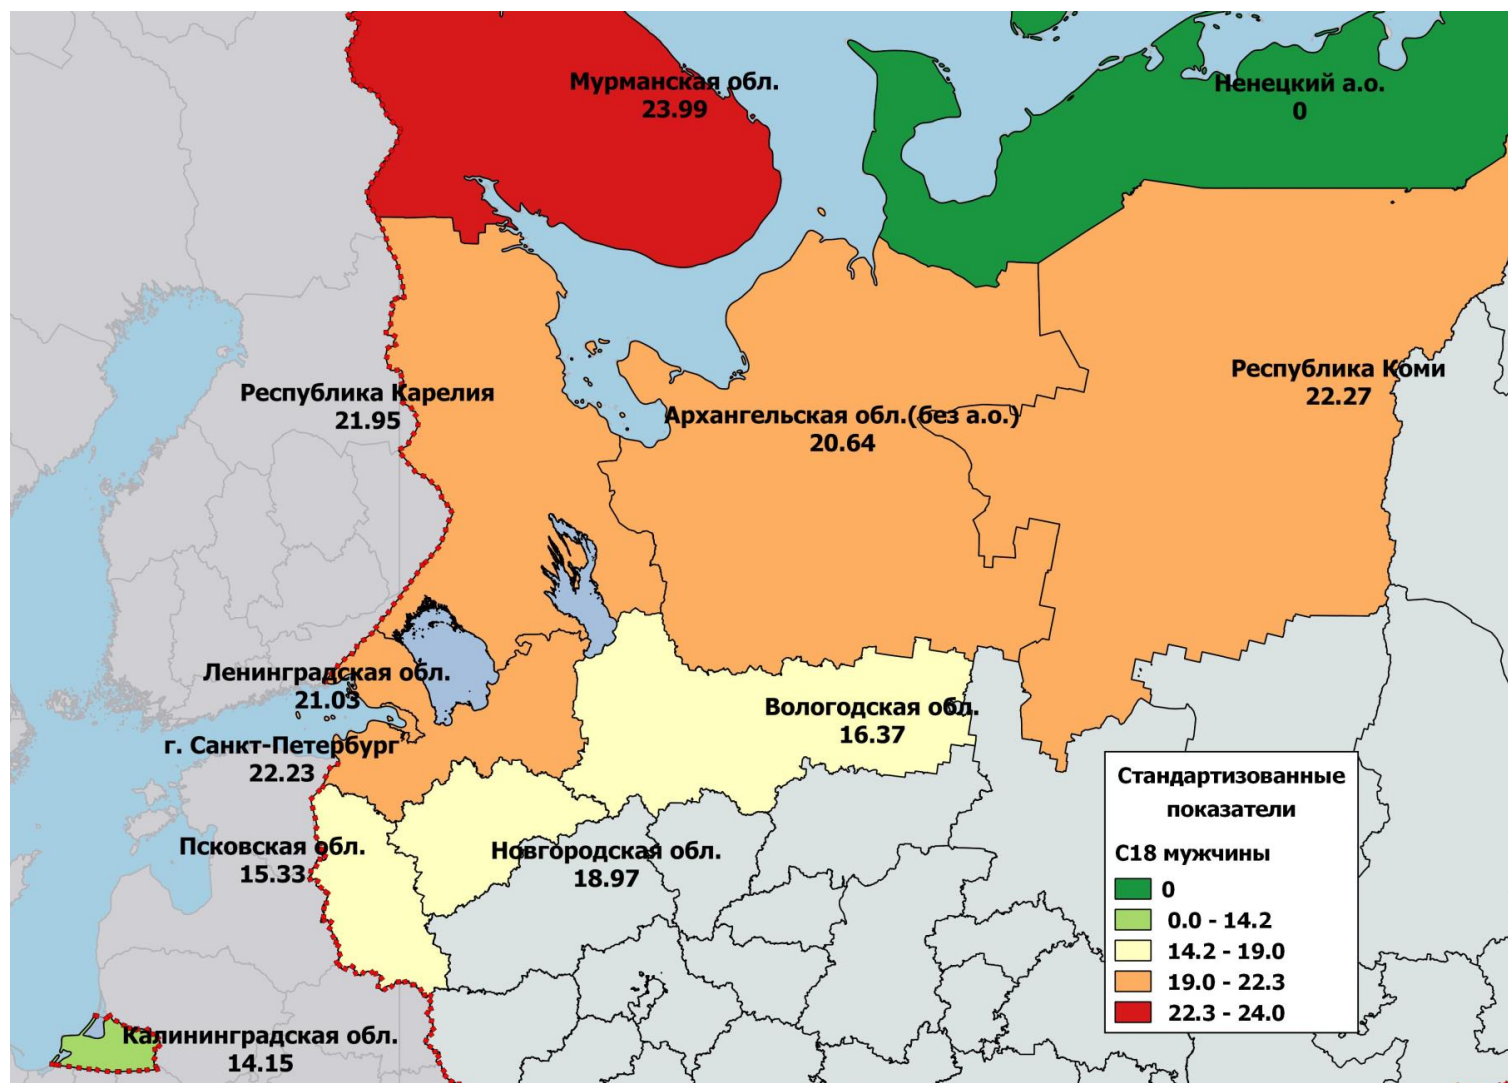 Мурманская обл.
23.99
Ненецкий а.о.
0
Республика Карелия
21.95
Архангельская обл.(без а.о.)
20.64
Республика Коми
22.27
Ленинградская обл.
21.03
г. Санкт-Петербург
22.23
Вологодская обл.
16.37
Псковская обл.
15.33
Новгородская обл.
18.97
Калининградская обл.
14.15
Стандартизованные
показатели
С18 мужчины
0
0.0 - 14.2
14.2 - 19.0
19.0 - 22.3
22.3 - 24.0